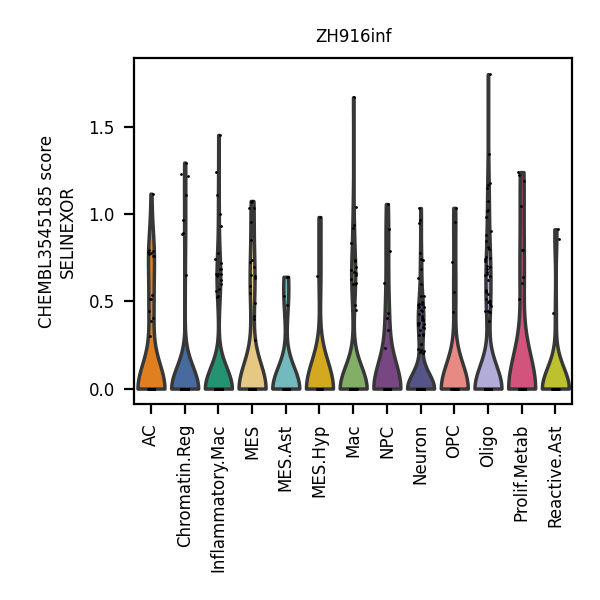 ZH916inf
CHEMBL3545185 score
SELINEXOR
1.5
1.0
0.5
0.0
AC
Chromatin.Reg
Inflammatory.Mac
MES
MES.Ast
MES.Hyp
Mac
NPC
Neuron
OPC
Oligo
Prolif.Metab
Reactive.Ast